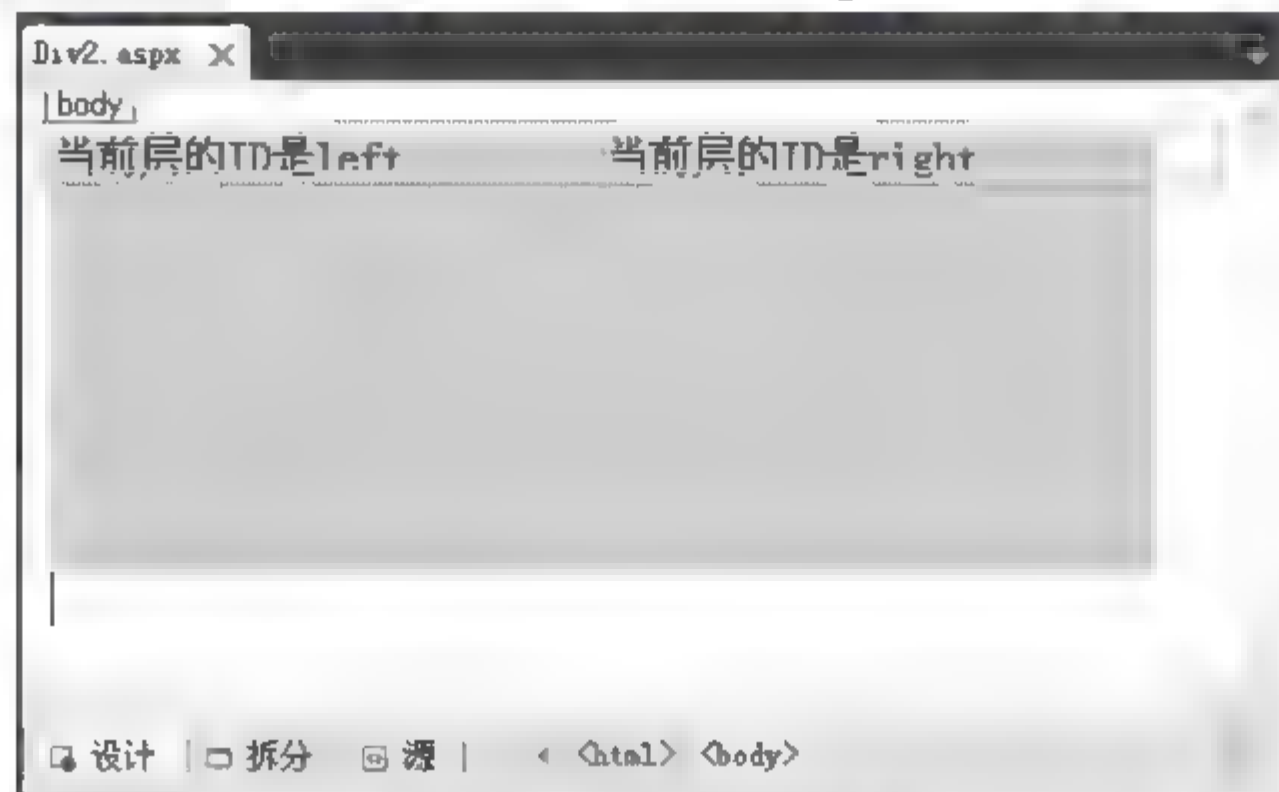 Div2.aspx X
body
当前层的ID是left 当前层的ID是right
设计 拆分 源 <html> <body>